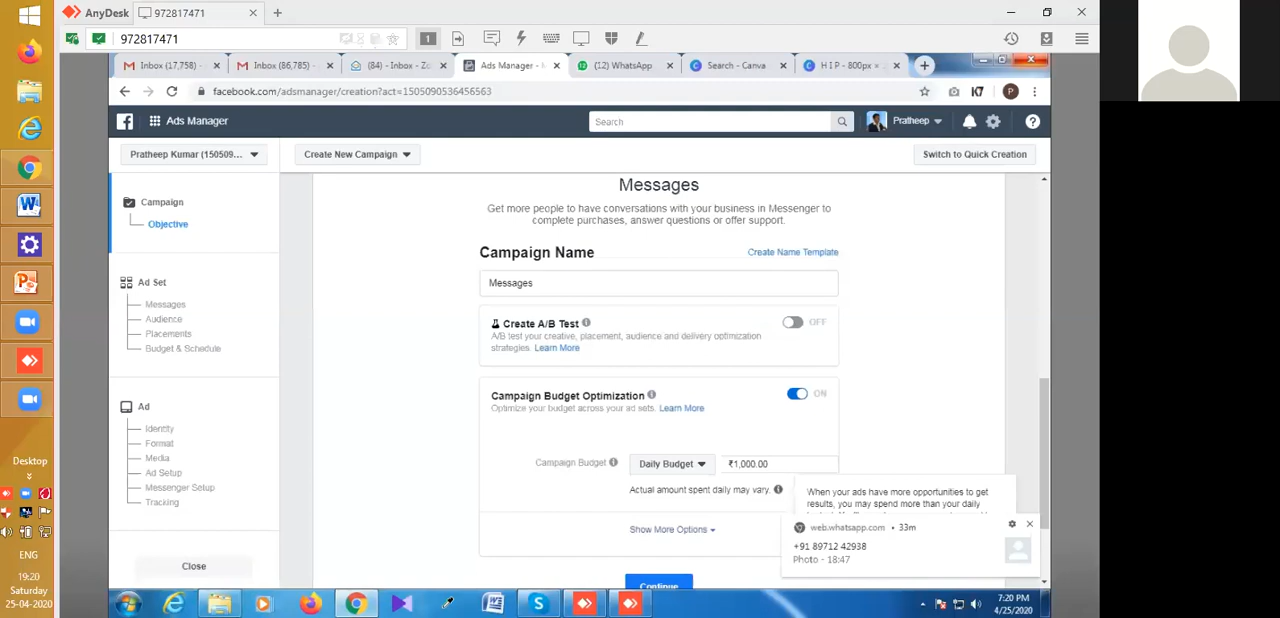 AnyDesk
972817471
972817471
1
Inbox (17,758)
Inbox (86,785)
(84) - Inbox - Zo
Ads Manager -
(12) WhatsApp
Search - Canva
H I P - 800px ×
facebook.com/adsmanager/creation?act=1505090536456563
K7
P
Ads Manager
Search
Pratheep
Pratheep Kumar (150509...
Create New Campaign
Switch to Quick Creation
Campaign
Objective
Ad Set
Messages
Audience
Placements
Budget & Schedule
Ad
Identity
Format
Media
Ad Setup
Messenger Setup
Tracking
Close
Messages
Get more people to have conversations with your business in Messenger to
complete purchases, answer questions or offer support.
Campaign Name
Create Name Template
Messages
Create A/B Test
OFF
A/B test your creative, placement, audience and delivery optimization
strategies. Learn More
Campaign Budget Optimization
ON
Optimize your budget across your ad sets. Learn More
Campaign Budget
Daily Budget
₹1,000.00
Actual amount spent daily may vary.
When your ads have more opportunities to get
results, you may spend more than your daily
Show More Options
web.whatsapp.com • 33m
+91 89712 42938
Photo - 18:47
Continue
Desktop
ENG
19:20
Saturday
25-04-2020
7:20 PM
4/25/2020